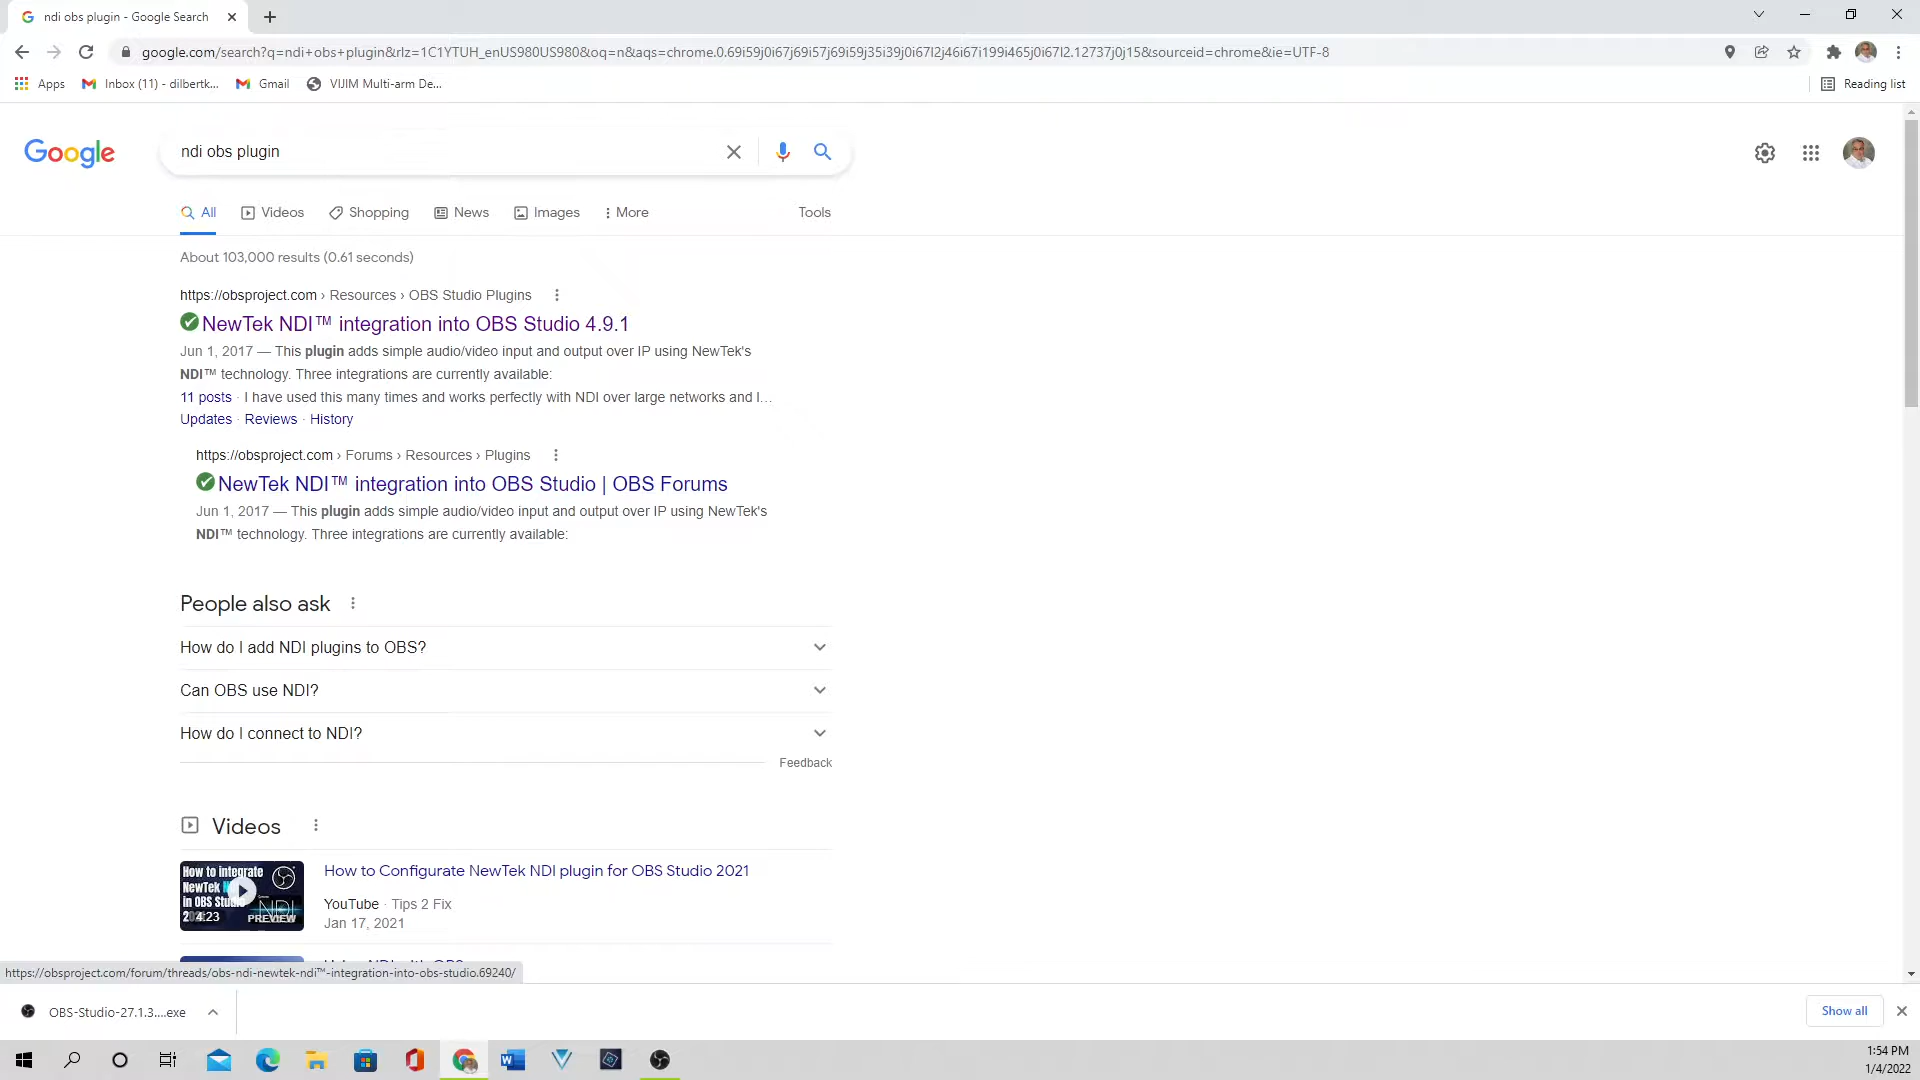 ndi obs plugin - Google Search
google.com/search?q=ndi+obs+plugin&rlz=1C1YTUH_enUS980US980&oq=n&aqs=chrome.0.69i59j0i67j69i57j69i59j35i39j0i67l2j46i67i199i465j0i67l2.12737j0j15&sourceid=chrome&ie=UTF-8
Apps Inbox (11) - dilbertk... Gmail VIJIM Multi-arm De... Reading list
Google ndi obs plugin
All Videos Shopping News Images More Tools
About 103,000 results (0.61 seconds)
https://obsproject.com › Resources › OBS Studio Plugins
NewTek NDI™ integration into OBS Studio 4.9.1
Jun 1, 2017 — This plugin adds simple audio/video input and output over IP using NewTek's
NDI™ technology. Three integrations are currently available:
11 posts · I have used this many times and works perfectly with NDI over large networks and I...
Updates · Reviews · History
https://obsproject.com › Forums › Resources › Plugins
NewTek NDI™ integration into OBS Studio | OBS Forums
Jun 1, 2017 — This plugin adds simple audio/video input and output over IP using NewTek's
NDI™ technology. Three integrations are currently available:
People also ask
How do I add NDI plugins to OBS?
Can OBS use NDI?
How do I connect to NDI?
Feedback
Videos
How to integrate
NewTek
in OBS
4:23
NDI
PREVIEW
How to Configurate NewTek NDI plugin for OBS Studio 2021
YouTube · Tips 2 Fix
Jan 17, 2021
https://obsproject.com/forum/threads/obs-ndi-newtek-ndi™-integration-into-obs-studio.69240/
OBS-Studio-27.1.3....exe Show all
1:54 PM
1/4/2022